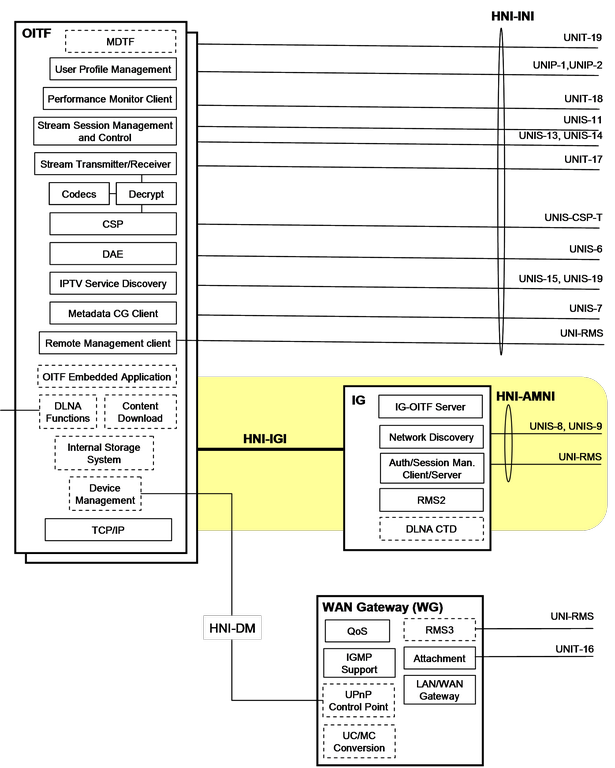 HNI-INI
OITF
MDTF
UNIT-19
User Profile Management
UNIP-1,UNIP-2
Performance Monitor Client
UNIT-18
Stream Session Management
and Control
UNIS-11
UNIS-13, UNIS-14
Stream Transmitter/Receiver
UNIT-17
Codecs
Decrypt
CSP
UNIS-CSP-T
DAE
UNIS-6
IPTV Service Discovery
UNIS-15, UNIS-19
Metadata CG Client
UNIS-7
Remote Management client
UNI-RMS
OITF Embedded Application
DLNA
Functions
Content
Download
Internal Storage
System
Device
Management
TCP/IP
HNI-IGI
IG
HNI-AMNI
IG-OITF Server
Network Discovery
UNIS-8, UNIS-9
Auth/Session Man.
Client/Server
UNI-RMS
RMS2
DLNA CTD
HNI-DM
WAN Gateway (WG)
QoS
RMS3
UNI-RMS
IGMP
Support
Attachment
UNIT-16
UPnP
Control Point
LAN/WAN
Gateway
UC/MC
Conversion